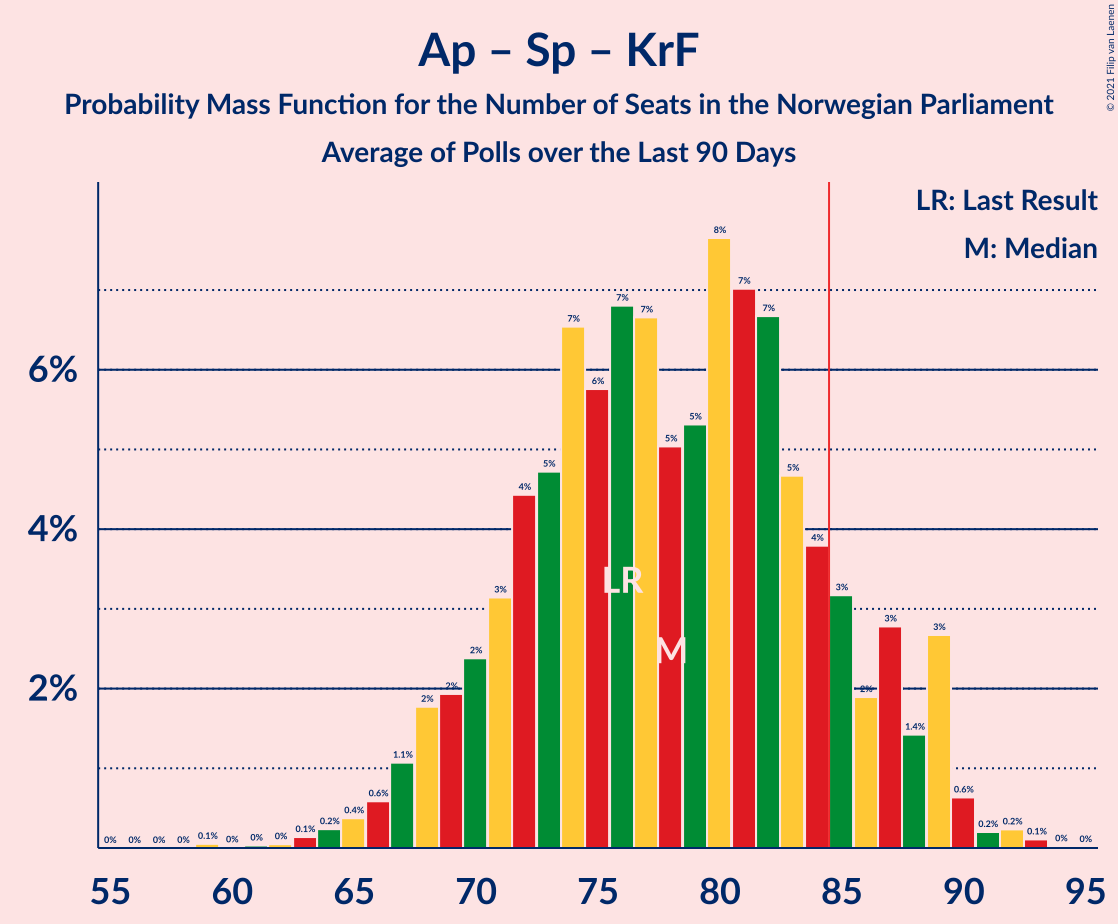 Ap – Sp – KrF
Probability Mass Function for the Number of Seats in the Norwegian Parliament
Average of Polls over the Last 90 Days
© 2021 Filip van Laenen
LR: Last Result
M: Median
6%
4%
2%
0% 0% 0% 0% 0.1% 0% 0% 0% 0.1% 0.2% 0.4% 0.6% 1.1% 2% 2% 2% 3% 4% 5% 7% 6% 7% 7% 5% 5% 8% 7% 7% 5% 4% 3% 2% 3% 1.4% 3% 0.6% 0.2% 0.2% 0.1% 0% 0%
LR
M
55 60 65 70 75 80 85 90 95